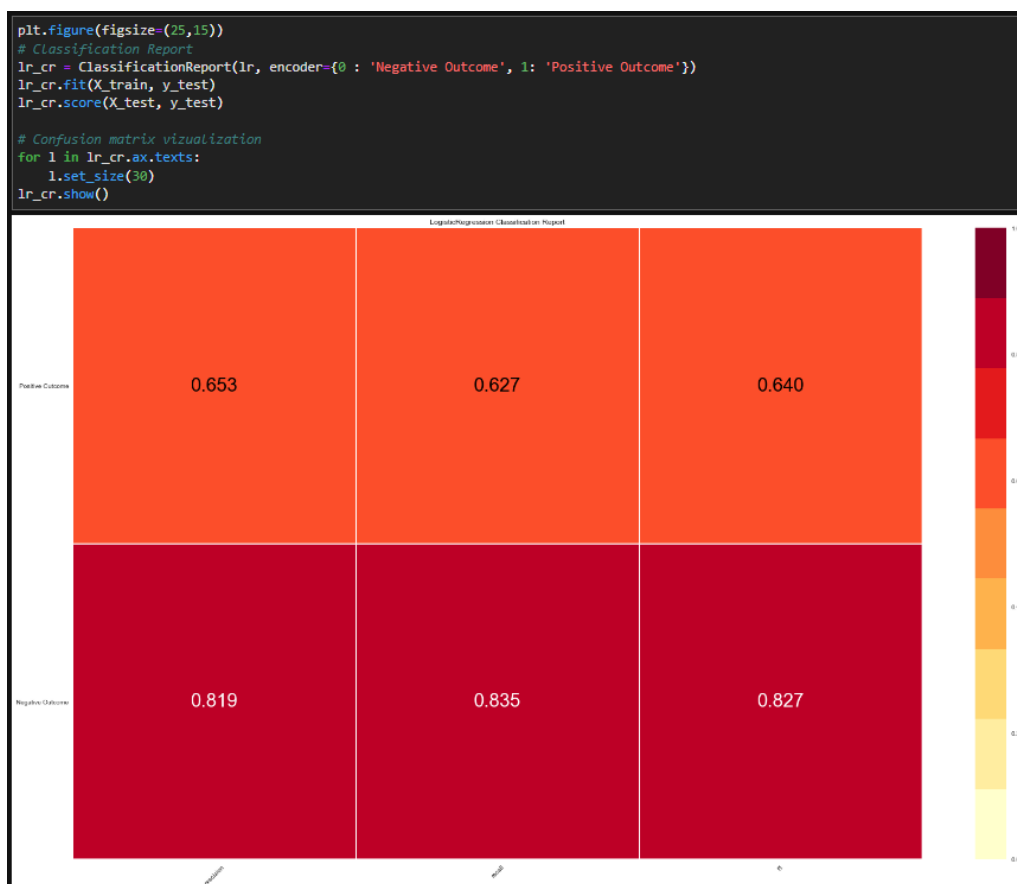 plt.figure(figsize=(25,15))
# Classification Report
lr_cr = ClassificationReport(lr, encoder={0 : 'Negative Outcome', 1: 'Positive Outcome'})
lr_cr.fit(X_train, y_test)
lr_cr.score(X_test, y_test)
# Confusion matrix vizualization
for l in lr_cr.ax.texts:
l.set_size(30)
lr_cr.show()
LogisticRegression Classification Report
Positive Outcome
0.653
0.627
0.640
Negative Outcome
0.819
0.835
0.827
recall
f1